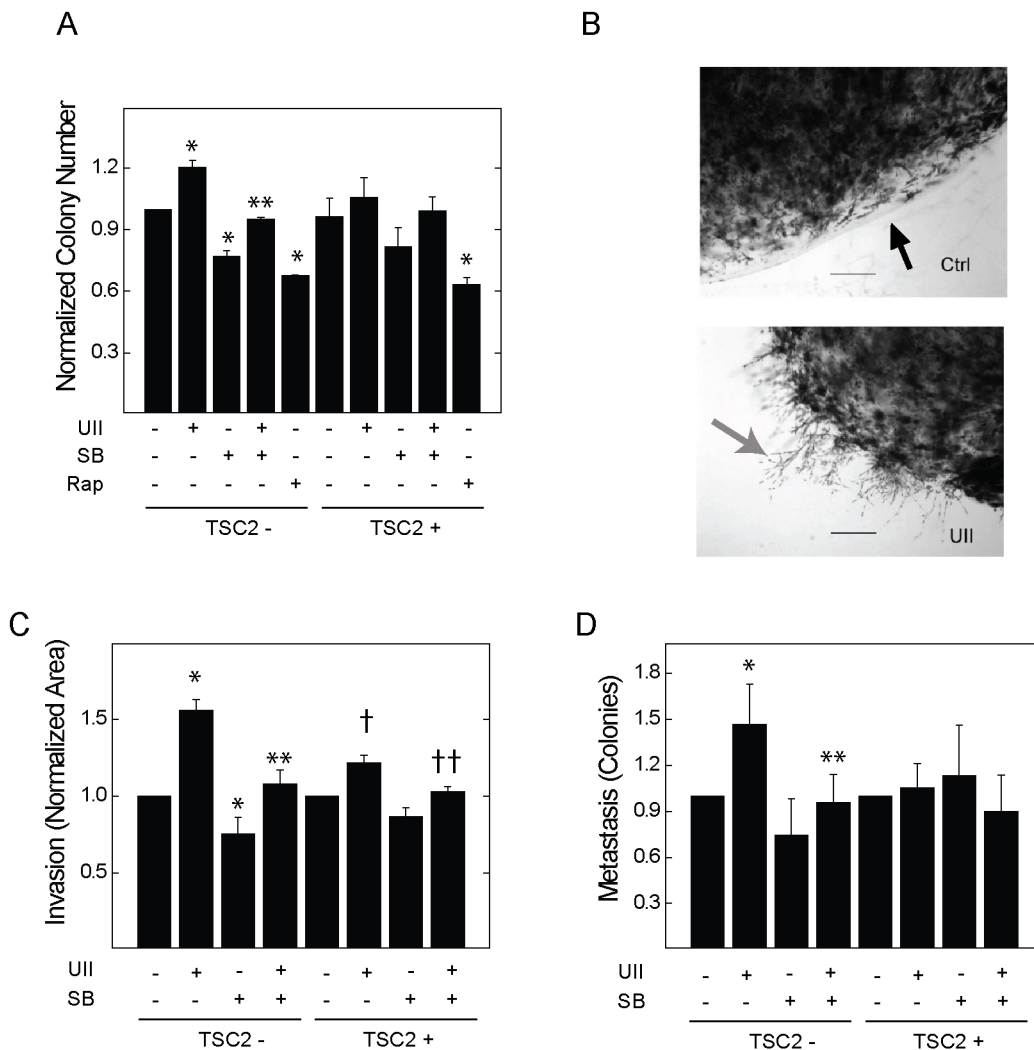 A
Normalized Colony Number
*
*
**
*
*
1.2
0.9
0.6
0.3
UII - + - + - - + - + -
SB - - + + - - - + + -
Rap - - - - + - - - - +
TSC2 - TSC2 +
B
Ctrl
UII
C
Invasion (Normalized Area)
*
*
**
†
††
1.5
1.0
0.5
UII - + - + - + - +
SB - - + + - - + +
TSC2 - TSC2 +
D
Metastasis (Colonies)
*
**
1.8
1.5
1.2
0.9
0.6
0.3
UII - + - + - + - +
SB - - + + - - + +
TSC2 - TSC2 +